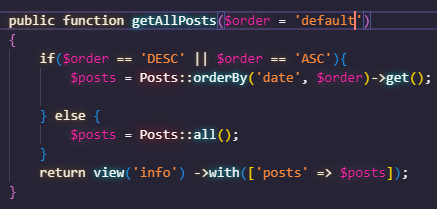 public function getAllPosts($order = 'default')
{
if($order == 'DESC' || $order == 'ASC'){
$posts = Posts::orderBy('date', $order)->get();
} else {
$posts = Posts::all();
}
return view('info') ->with(['posts' => $posts]);
}